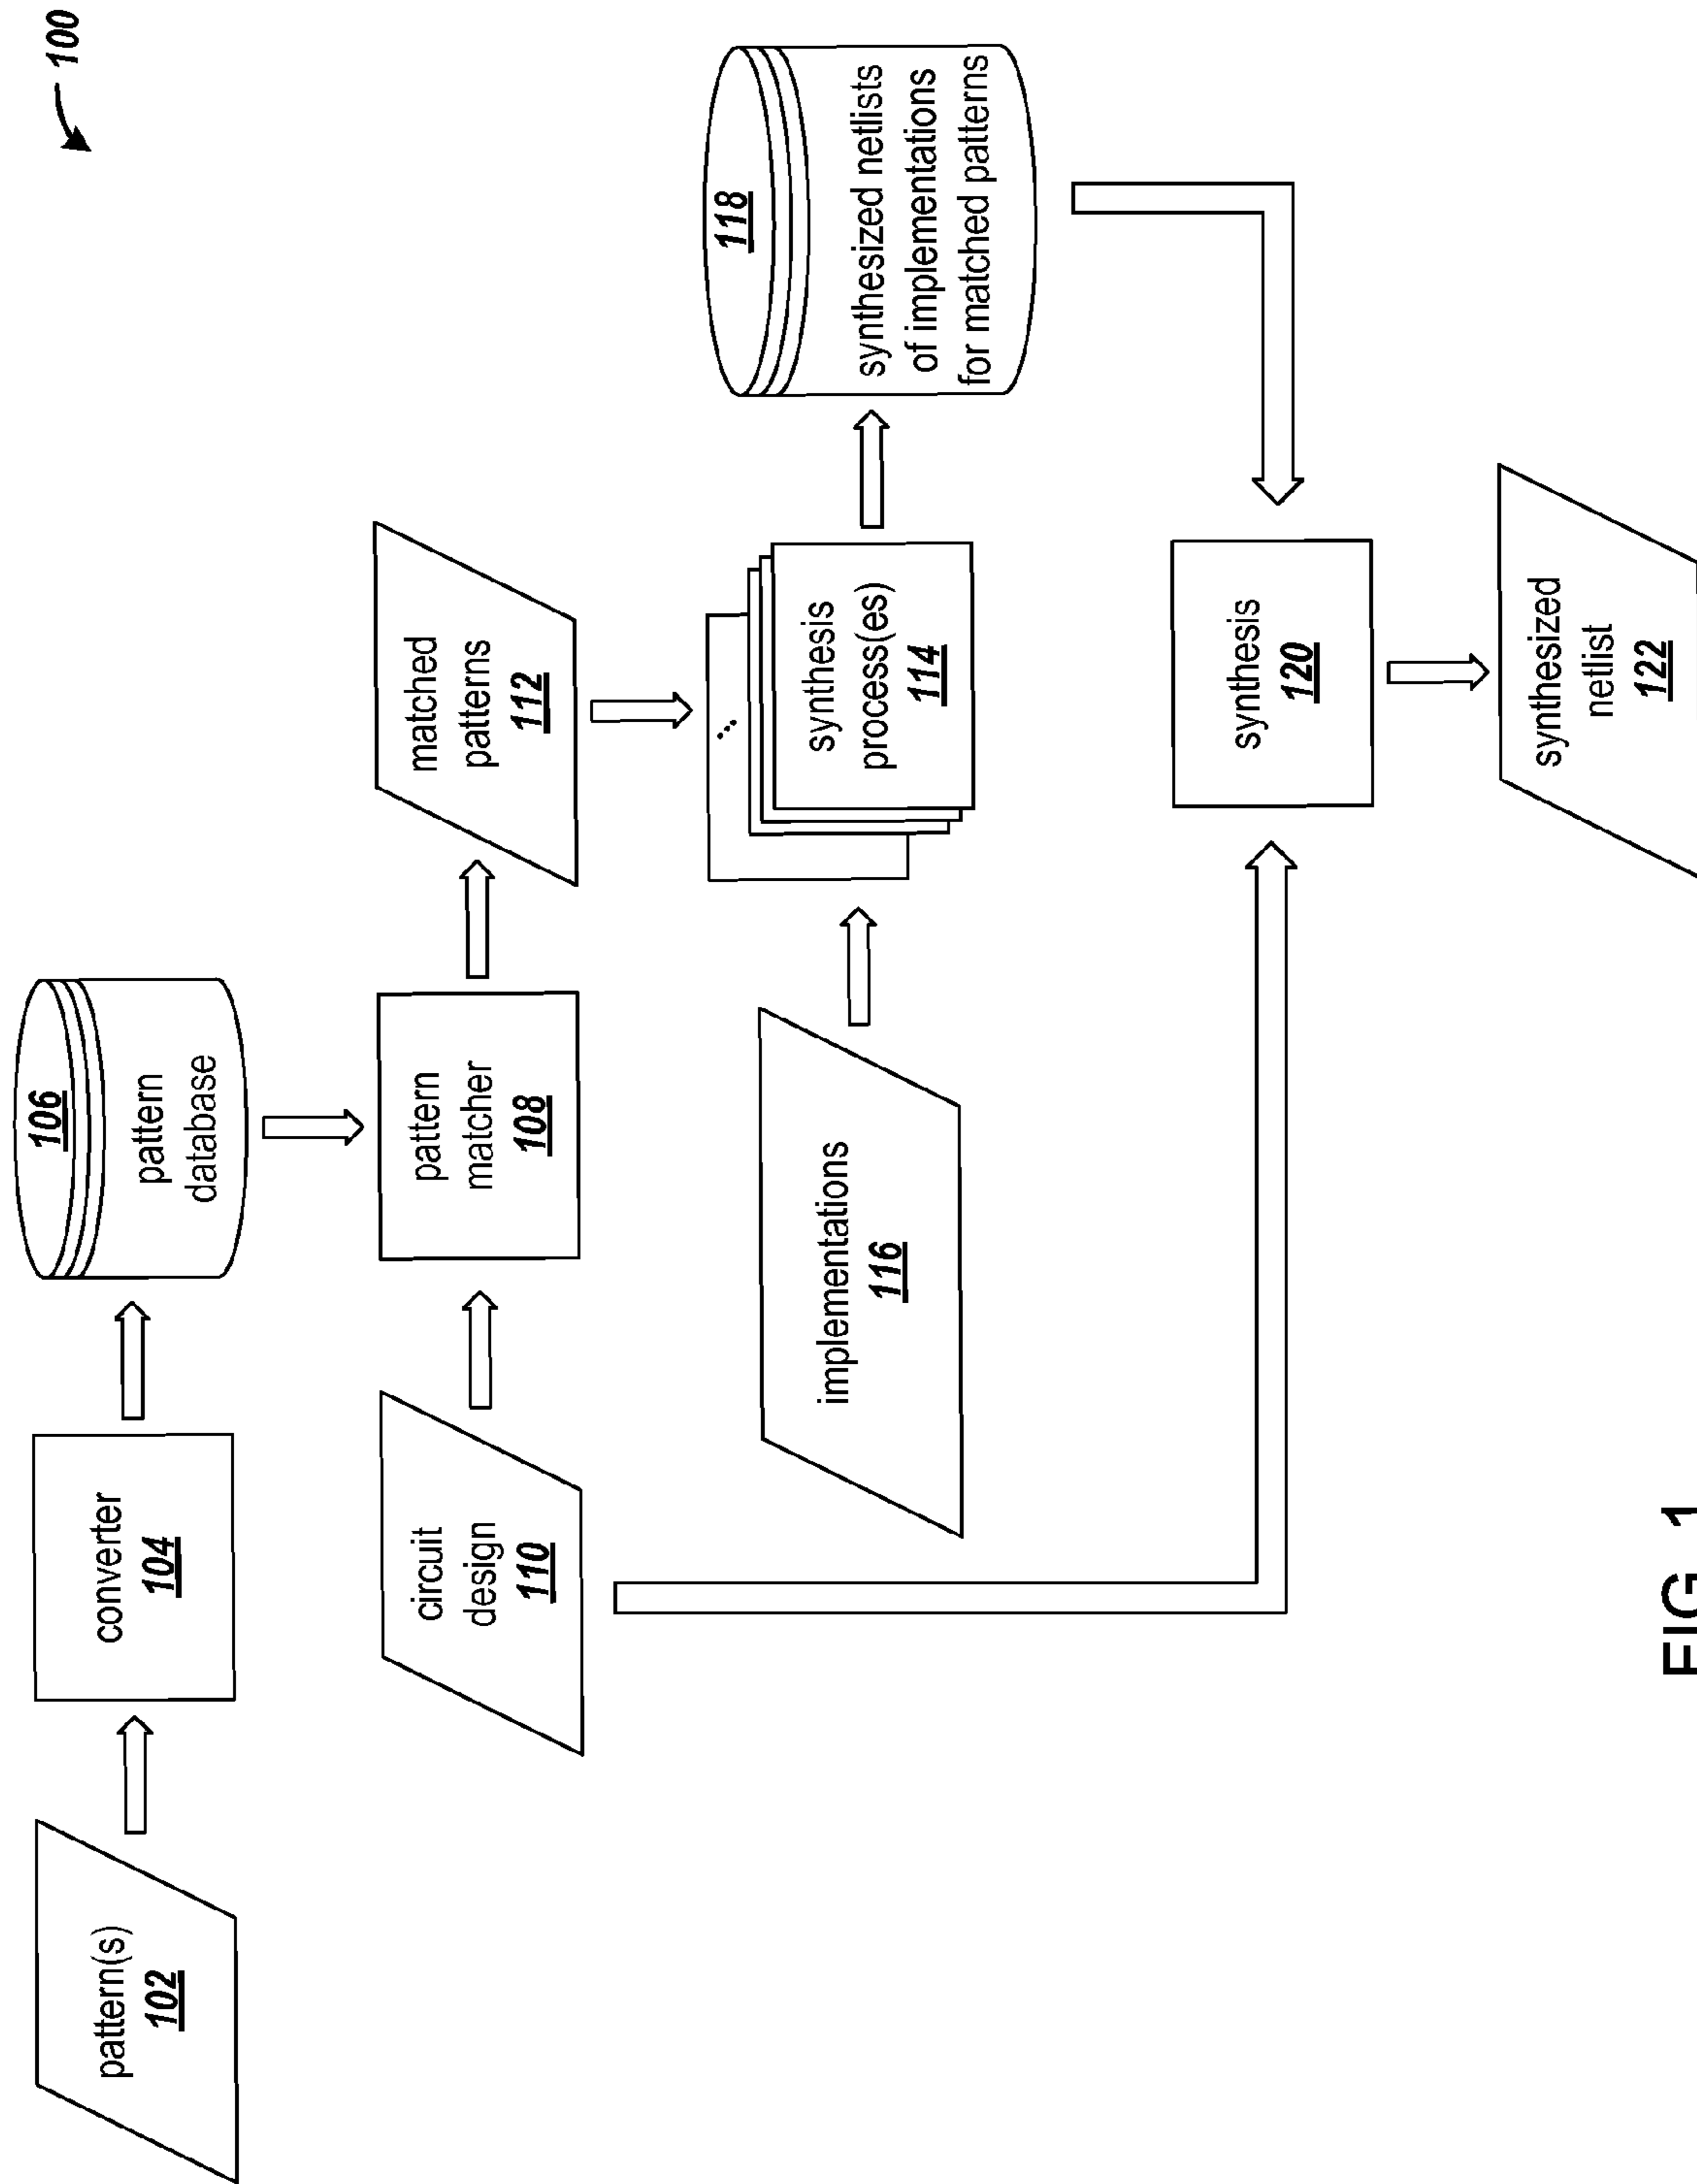 100
pattern(s)
102
converter
104
106
pattern
database
circuit
design
110
pattern
matcher
108
matched
patterns
112
implementations
116
synthesis
process(es)
114
118
synthesized netlists
of implementations
for matched patterns
synthesis
120
synthesized
netlist
122
FIG. 1